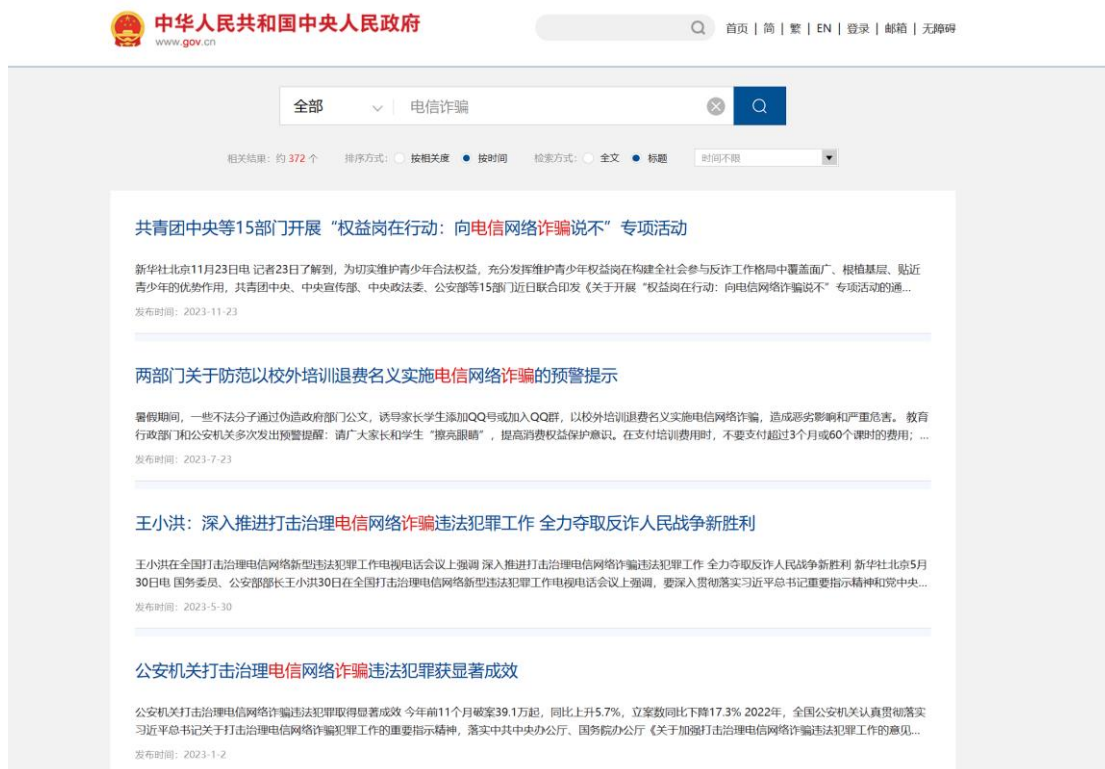 中华人民共和国中央人民政府
www.gov.cn
首页 | 简 | 繁 | EN | 登录 | 邮箱 | 无障碍
全部 电信诈骗
相关结果：约 372 个 排序方式： 按相关度 按时间 检索方式： 全文 标题 时间不限
共青团中央等15部门开展“权益岗在行动：向电信网络诈骗说不”专项活动
新华社北京11月23日电 记者23日了解到，为切实维护青少年合法权益，充分发挥维护青少年权益岗在构建全社会参与反诈工作格局中覆盖面广、根植基层、贴近
青少年的优势作用，共青团中央、中央宣传部、中央政法委、公安部等15部门近日联合印发《关于开展“权益岗在行动：向电信网络诈骗说不”专项活动的通...
发布时间：2023-11-23
两部门关于防范以校外培训退费名义实施电信网络诈骗的预警提示
暑假期间，一些不法分子通过伪造政府部门公文，诱导家长学生添加QQ号或加入QQ群，以校外培训退费名义实施电信网络诈骗，造成恶劣影响和严重危害。 教育
行政部门和公安机关多次发出预警提醒：请广大家长和学生“擦亮眼睛”，提高消费权益保护意识。在支付培训费用时，不要支付超过3个月或60个课时的费用；...
发布时间：2023-7-23
王小洪：深入推进打击治理电信网络诈骗违法犯罪工作 全力夺取反诈人民战争新胜利
王小洪在全国打击治理电信网络新型违法犯罪工作电视电话会议上强调 深入推进打击治理电信网络诈骗违法犯罪工作 全力夺取反诈人民战争新胜利 新华社北京5月
30日电 国务委员、公安部部长王小洪30日在全国打击治理电信网络新型违法犯罪工作电视电话会议上强调，要深入贯彻落实习近平总书记重要指示精神和党中央...
发布时间：2023-5-30
公安机关打击治理电信网络诈骗违法犯罪获显著成效
公安机关打击治理电信网络诈骗违法犯罪取得显著成效 今年前11个月破案39.1万起，同比上升5.7%，立案数同比下降17.3% 2022年，全国公安机关认真贯彻落实
习近平总书记关于打击治理电信网络诈骗犯罪工作的重要指示精神，落实中共中央办公厅、国务院办公厅《关于加强打击治理电信网络诈骗违法犯罪工作的意见...
发布时间：2023-1-2